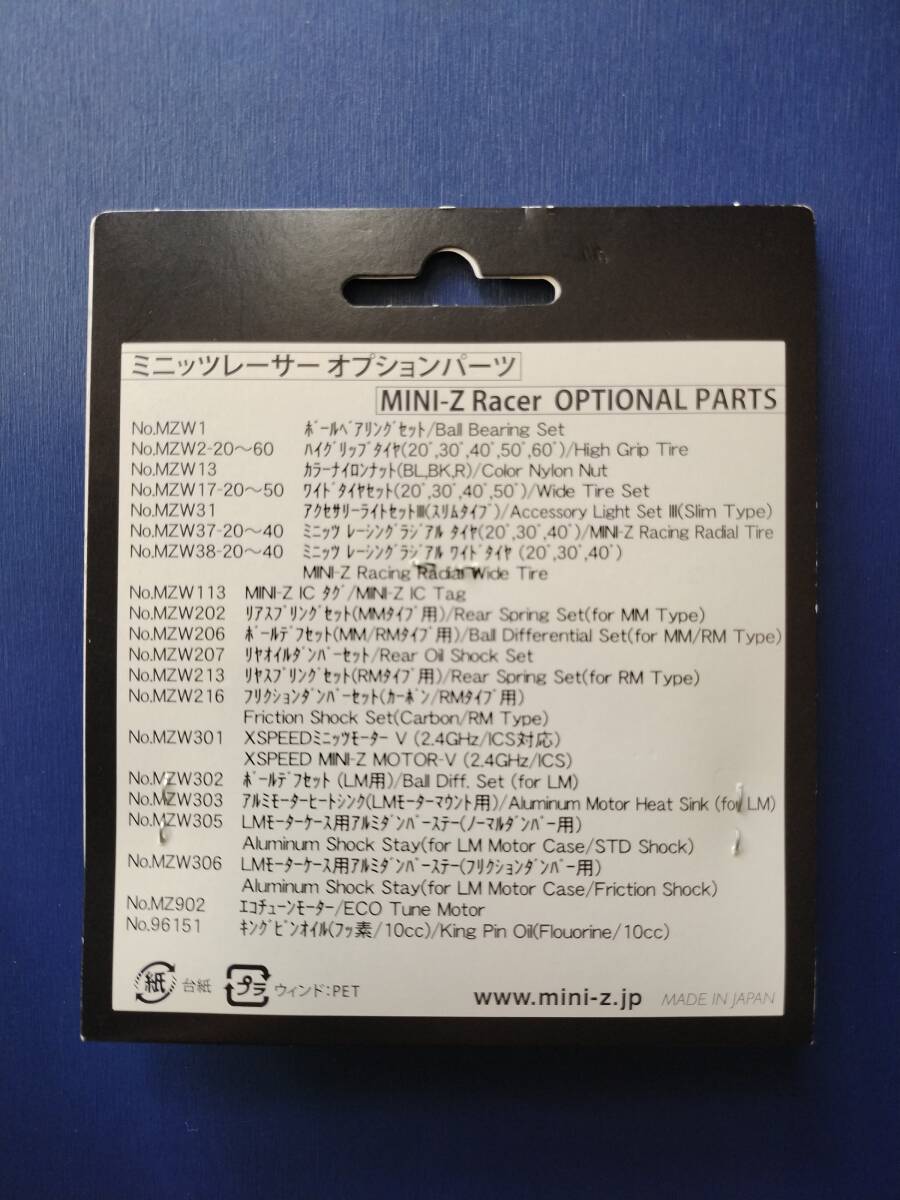 ミニッツレーサー オプションパーツ
MINI-Z Racer OPTIONAL PARTS
No.MZW1 ﾎﾞｰﾙﾍﾞｱﾘﾝｸﾞｾｯﾄ/Ball Bearing Set
No.MZW2-20～60 ﾊｲｸﾞﾘｯﾌﾟﾀｲﾔ(20°,30°,40°,50°,60°)/High Grip Tire
No.MZW13 ｶﾗｰﾅｲﾛﾝﾅｯﾄ(BL,BK,R)/Color Nylon Nut
No.MZW17-20～50 ﾜｲﾄﾞﾀｲﾔｾｯﾄ(20°,30°,40°,50°)/Wide Tire Set
No.MZW31 ｱｸｾｻﾘｰﾗｲﾄｾｯﾄⅢ(ｽﾘﾑﾀｲﾌﾟ)/Accessory Light Set Ⅲ(Slim Type)
No.MZW37-20～40 ﾐﾆｯﾂ ﾚｰｼﾝｸﾞﾗｼﾞｱﾙ ﾀｲﾔ(20°,30°,40°)/MINI-Z Racing Radial Tire
No.MZW38-20～40 ﾐﾆｯﾂ ﾚｰｼﾝｸﾞﾗｼﾞｱﾙ ﾜｲﾄﾞﾀｲﾔ (20°,30°,40°)
MINI-Z Racing Radial Wide Tire
No.MZW113 MINI-Z IC ﾀｸﾞ/MINI-Z IC Tag
No.MZW202 ﾘｱｽﾌﾟﾘﾝｸﾞｾｯﾄ(MMﾀｲﾌﾟ用)/Rear Spring Set(for MM Type)
No.MZW206 ﾎﾞｰﾙﾃﾞﾌｾｯﾄ(MM/RMﾀｲﾌﾟ用)/Ball Differential Set(for MM/RM Type)
No.MZW207 ﾘﾔｵｲﾙﾀﾞﾝﾊﾟｰｾｯﾄ/Rear Oil Shock Set
No.MZW213 ﾘﾔｽﾌﾟﾘﾝｸﾞｾｯﾄ(RMﾀｲﾌﾟ用)/Rear Spring Set(for RM Type)
No.MZW216 ﾌﾘｸｼｮﾝﾀﾞﾝﾊﾟｰｾｯﾄ(ｶｰﾎﾞﾝ/RMﾀｲﾌﾟ用)
Friction Shock Set(Carbon/RM Type)
No.MZW301 XSPEEDﾐﾆｯﾂﾓｰﾀｰ V (2.4GHz/ICS対応)
XSPEED MINI-Z MOTOR-V (2.4GHz/ICS)
No.MZW302 ﾎﾞｰﾙﾃﾞﾌｾｯﾄ (LM用)/Ball Diff. Set (for LM)
No.MZW303 ｱﾙﾐﾓｰﾀｰﾋｰﾄｼﾝｸ(LMﾓｰﾀｰﾏｳﾝﾄ用)/Aluminum Motor Heat Sink (for LM)
No.MZW305 LMﾓｰﾀｰｹｰｽ用ｱﾙﾐﾀﾞﾝﾊﾟｰｽﾃｰ(ﾉｰﾏﾙﾀﾞﾝﾊﾟｰ用)
Aluminum Shock Stay(for LM Motor Case/STD Shock)
No.MZW306 LMﾓｰﾀｰｹｰｽ用ｱﾙﾐﾀﾞﾝﾊﾟｰｽﾃｰ(ﾌﾘｸｼｮﾝﾀﾞﾝﾊﾟｰ用)
Aluminum Shock Stay(for LM Motor Case/Friction Shock)
No.MZ902 ｴｺﾁｭｰﾝﾓｰﾀｰ/ECO Tune Motor
No.96151 ｷﾝｸﾞﾋﾟﾝｵｲﾙ(ﾌｯ素/10cc)/King Pin Oil(Flouorine/10cc)
紙 台紙 プラ ウィンド:PET www.mini-z.jp MADE IN JAPAN